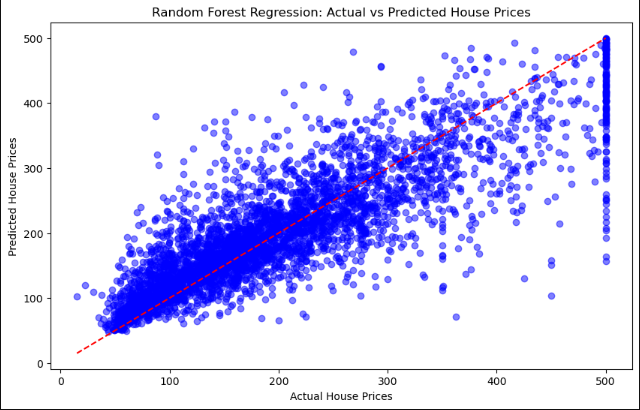 Random Forest Regression: Actual vs Predicted House Prices
500
400
300
200
100
0
Predicted House Prices
0 100 200 300 400 500
Actual House Prices